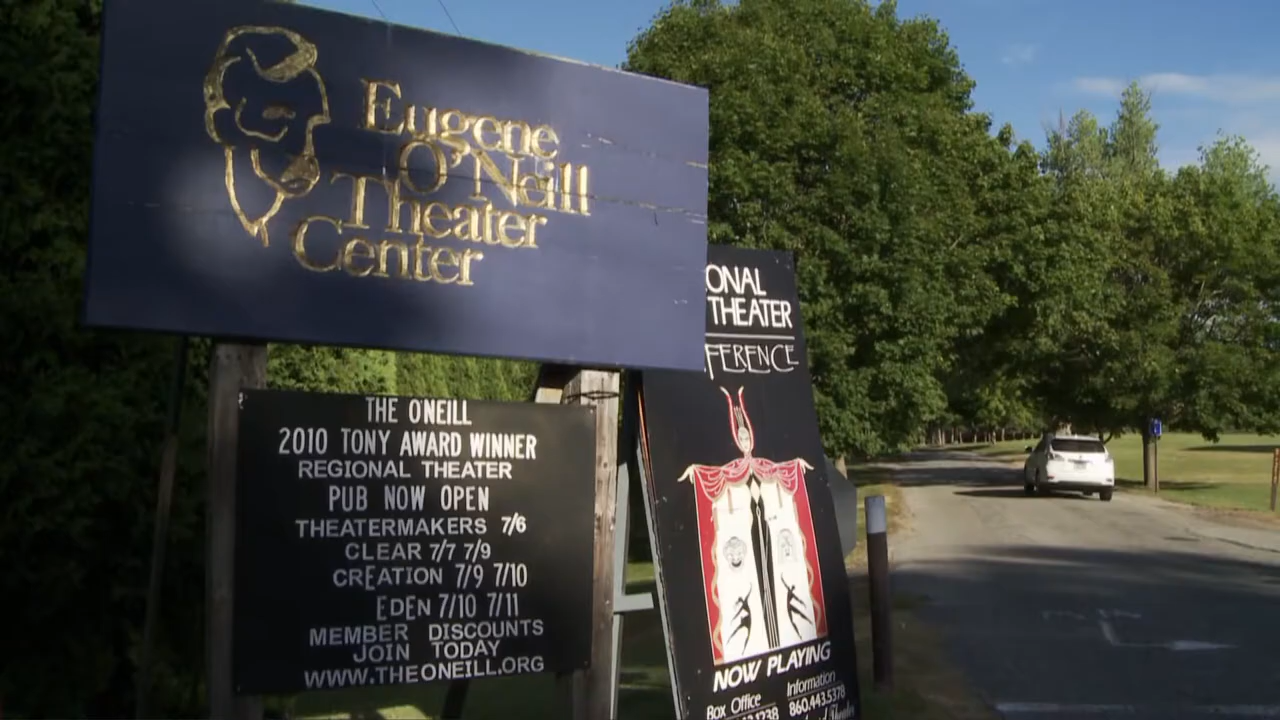 Eugene
O'Neill
Theater
Center
THE O'NEILL
2010 TONY AWARD WINNER
REGIONAL THEATER
PUB NOW OPEN
THEATERMAKERS 7/6
CLEAR 7/7 7/9
CREATION 7/9 7/10
EDEN 7/10 7/11
MEMBER DISCOUNTS
JOIN TODAY
WWW.THEONEILL.ORG
ONAL
THEATER
FERENCE
NOW PLAYING
Box Office Information
1238 860.443.5378